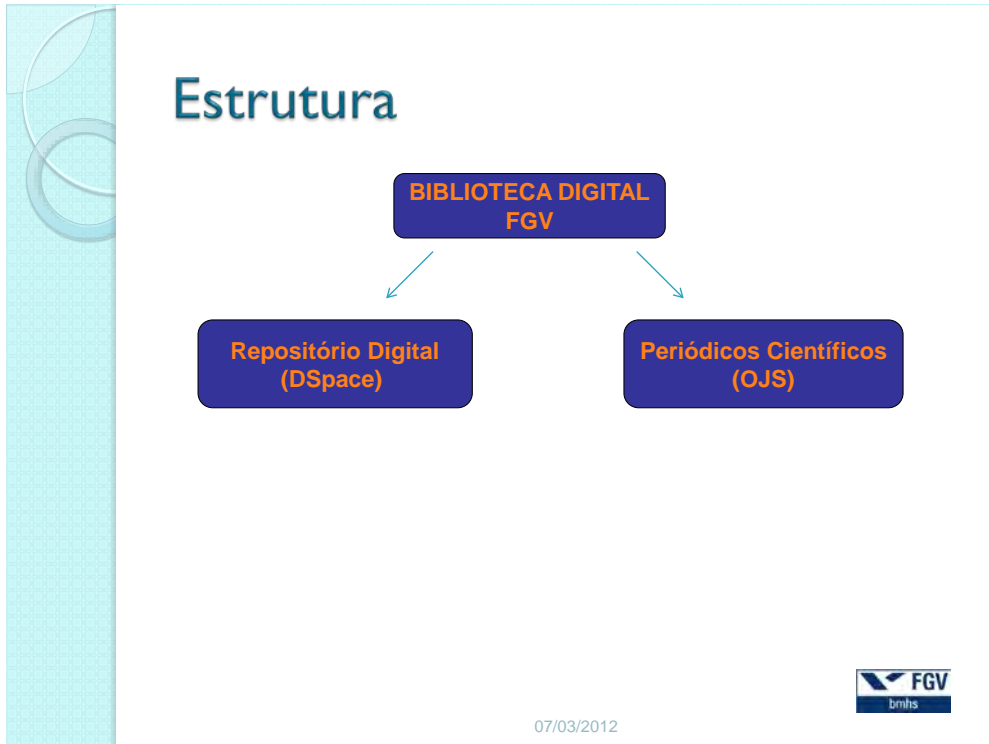 Estrutura
BIBLIOTECA DIGITAL
FGV
Repositório Digital
(DSpace)
Periódicos Científicos
(OJS)
FGV
bmhs
07/03/2012